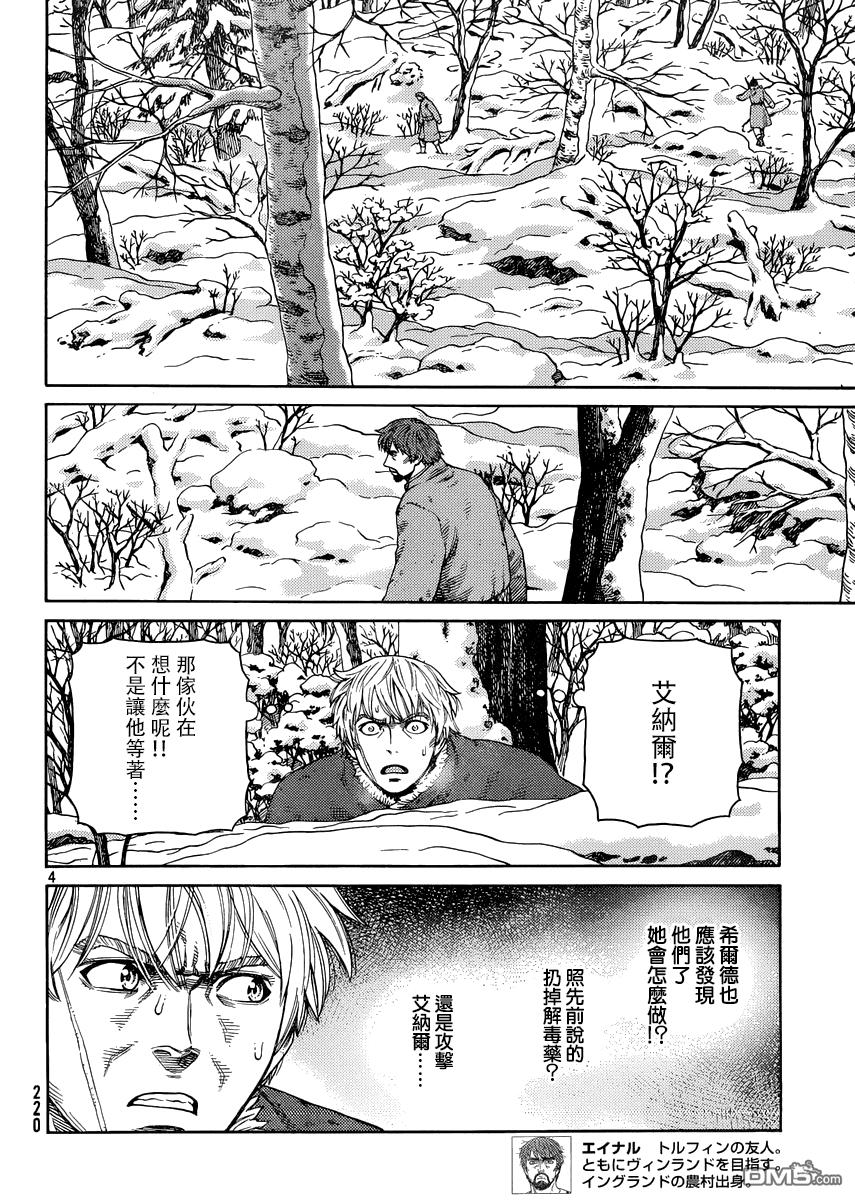 艾納爾!?
那傢伙在
想什麼呢!!
不是讓他等著……
4
希爾德也
應該發現
他們了
她會怎麼做!?
照先前說的
扔掉解毒藥?
還是攻擊
艾納爾……
220
エイナル　トルフィンの友人。
ともにヴィンランドを目指す。
イングランドの農村出身。
DM5.com